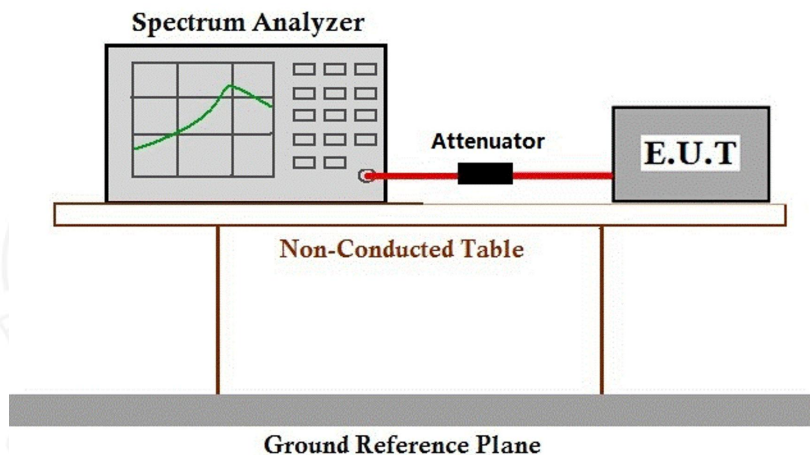 Spectrum Analyzer
Attenuator
E.U.T
Non-Conducted Table
Ground Reference Plane